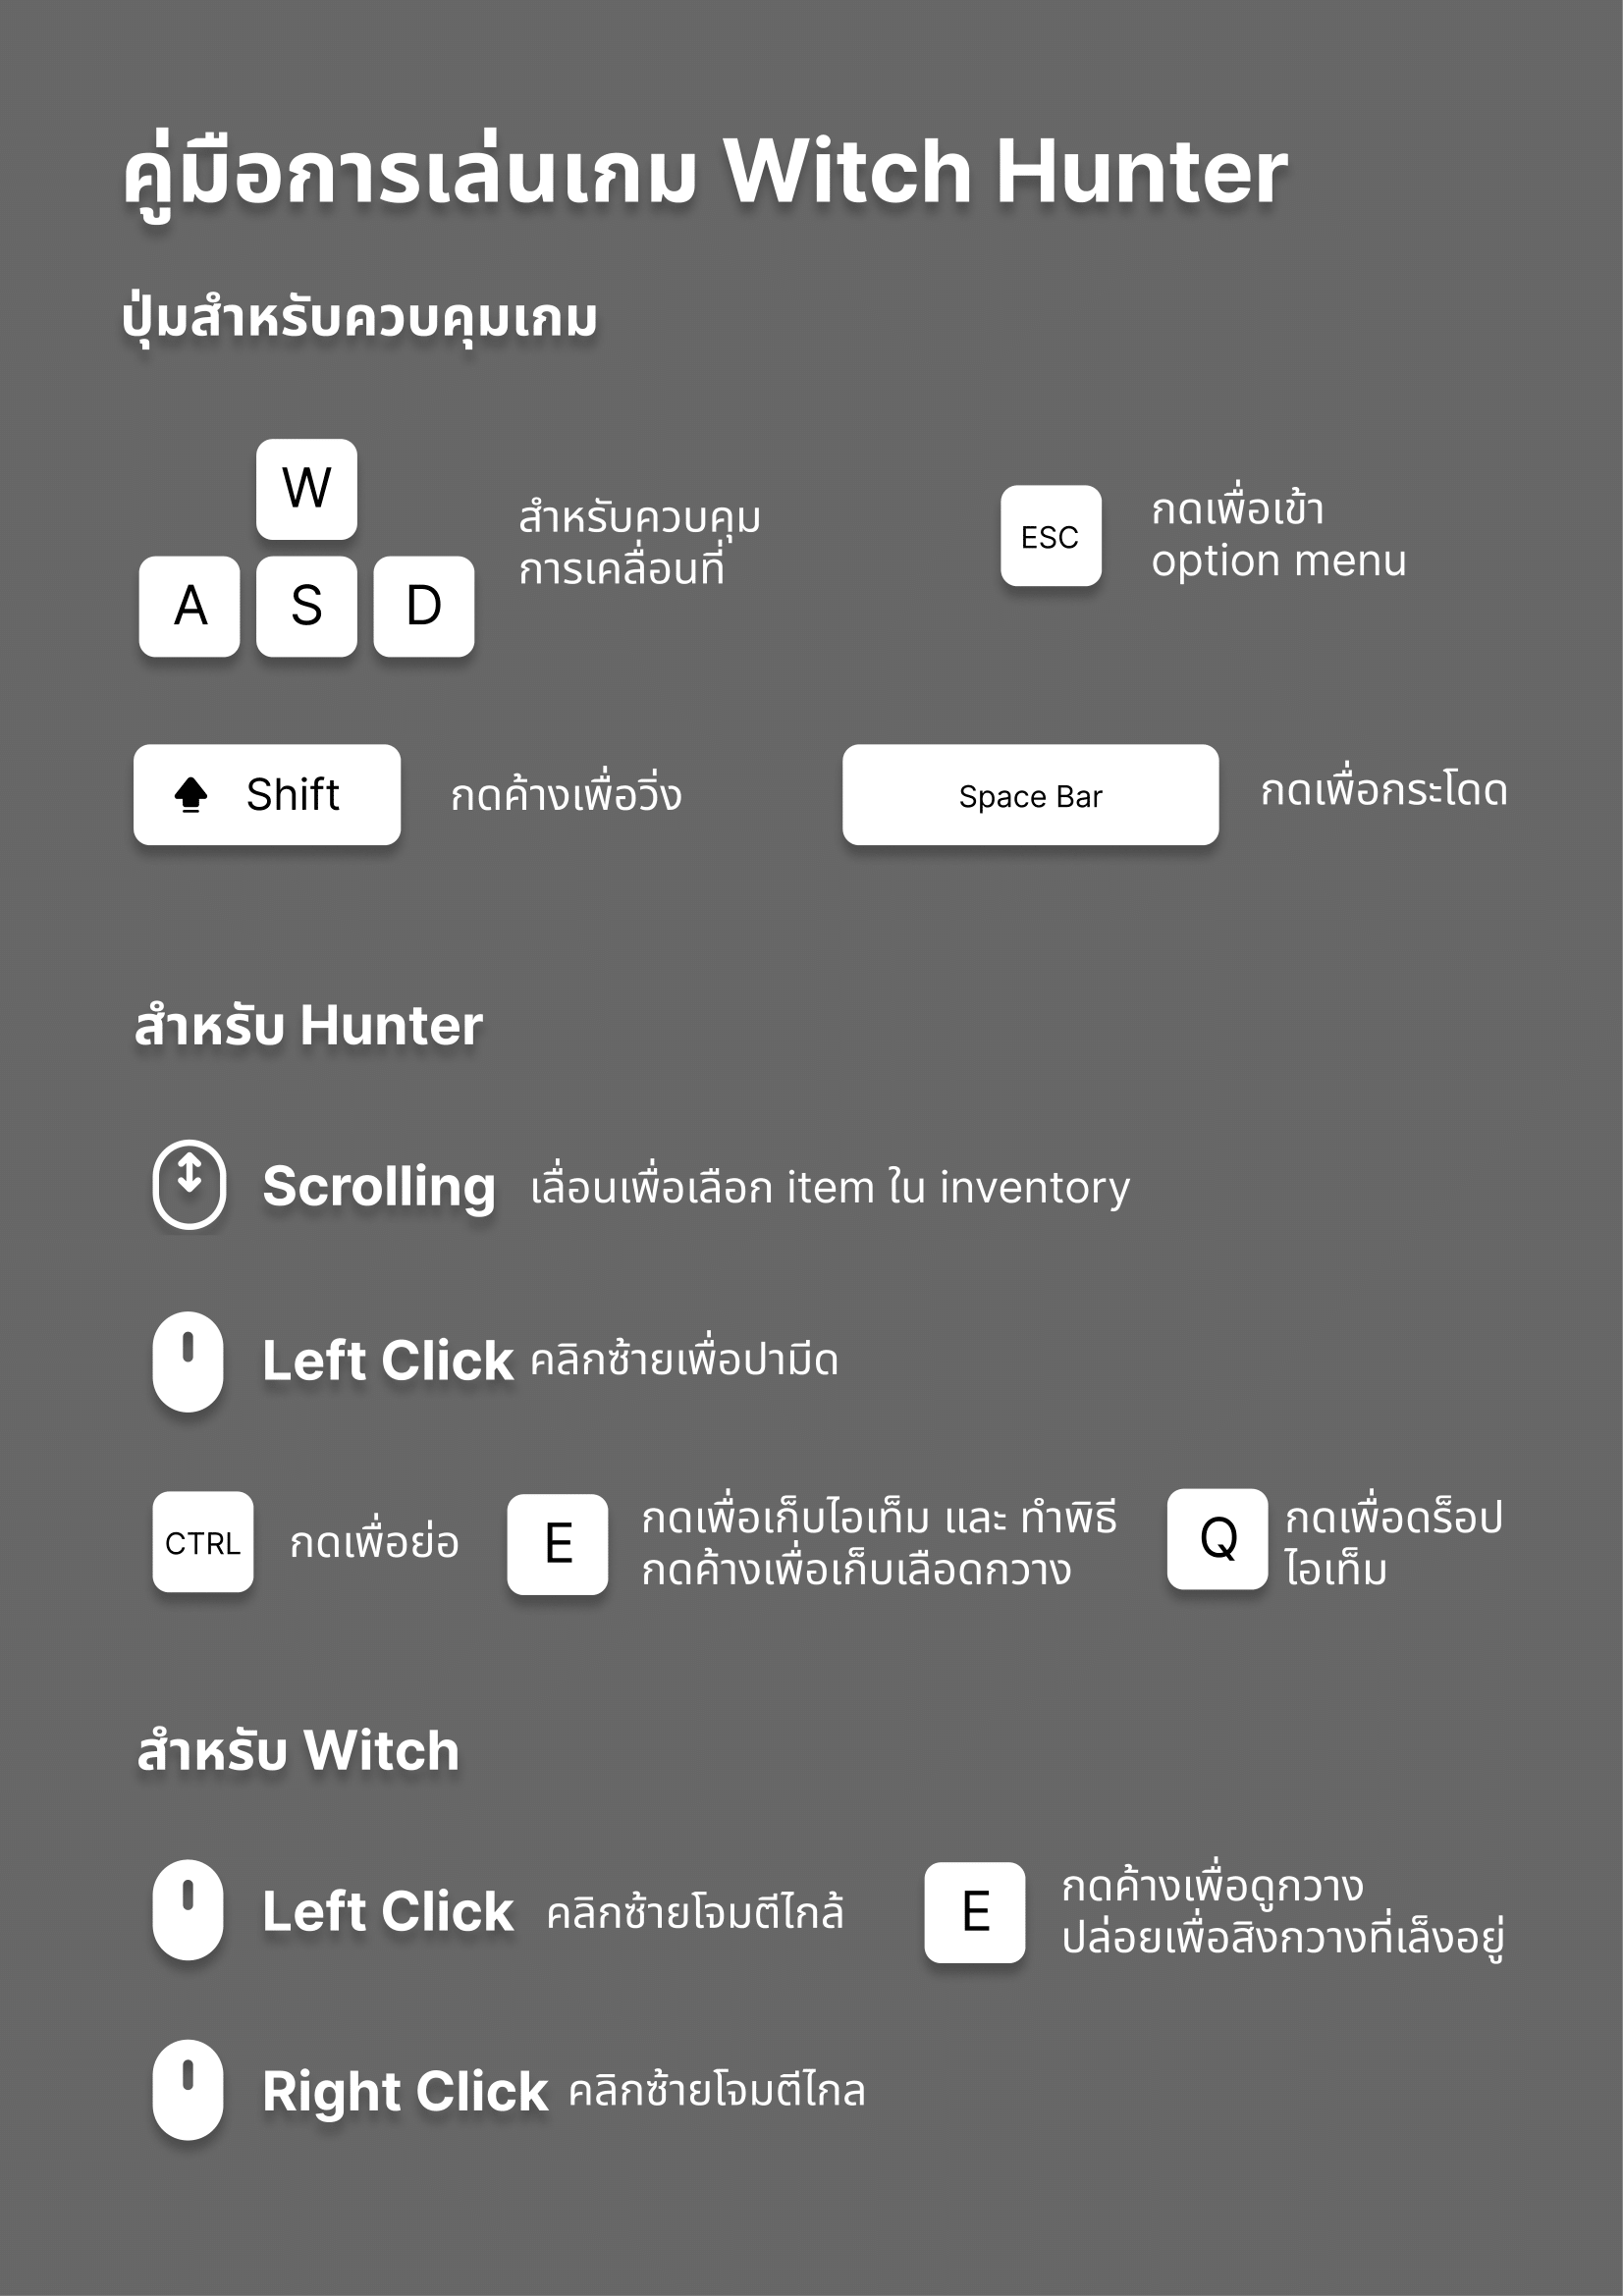 คู่มือการเล่นเกม Witch Hunter
ปุ่มสำหรับควบคุมเกม
W
A S D
สำหรับควบคุม
การเคลื่อนที่
ESC
กดเพื่อเข้า
option menu
Shift
กดค้างเพื่อวิ่ง
Space Bar
กดเพื่อกระโดด
สำหรับ Hunter
Scrolling เลื่อนเพื่อเลือก item ใน inventory
Left Click คลิกซ้ายเพื่อปามีด
CTRL
กดเพื่อย่อ
E
กดเพื่อเก็บไอเท็ม และ ทำพิธี
กดค้างเพื่อเก็บเลือดกวาง
Q
กดเพื่อดร็อป
ไอเท็ม
สำหรับ Witch
Left Click คลิกซ้ายโจมตีไกล้
E
กดค้างเพื่อดูกวาง
ปล่อยเพื่อสิงกวางที่เล็งอยู่
Right Click คลิกซ้ายโจมตีไกล